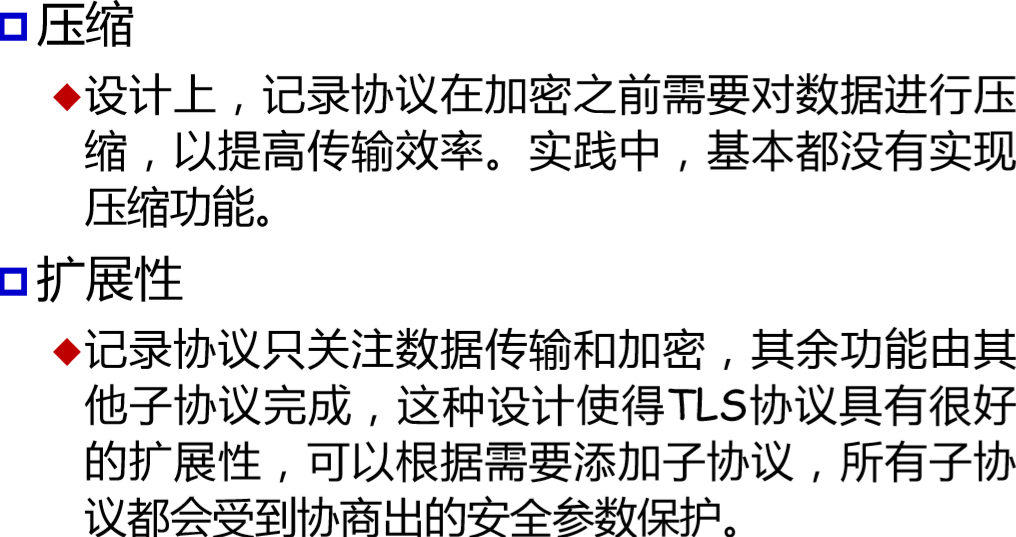 压缩
设计上，记录协议在加密之前需要对数据进行压
缩，以提高传输效率。实践中，基本都没有实现
压缩功能。
扩展性
记录协议只关注数据传输和加密，其余功能由其
他子协议完成，这种设计使得TLS协议具有很好
的扩展性，可以根据需要添加子协议，所有子协
议都会受到协商出的安全参数保护。